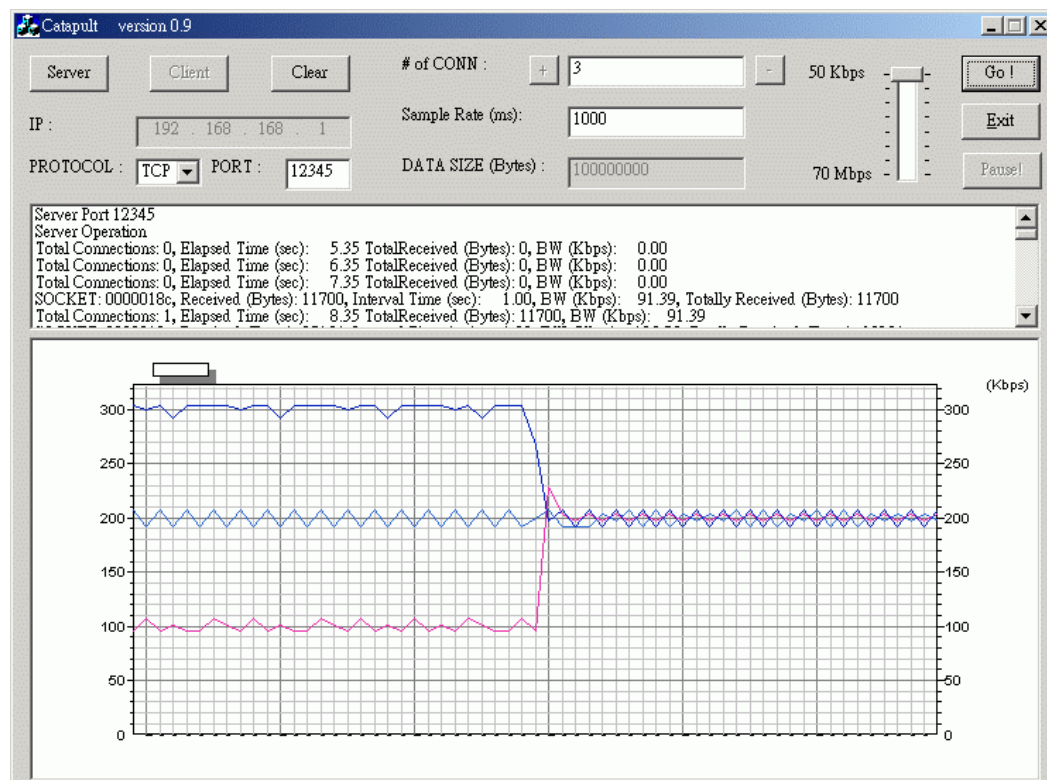 Catapult version 0.9
Server Client Clear # of CONN : + 3 - 50 Kbps Go !
IP : 192 . 168 . 168 . 1 Sample Rate (ms): 1000 Exit
PROTOCOL : TCP PORT : 12345 DATA SIZE (Bytes) : 100000000 70 Mbps Pause!
Server Port 12345
Server Operation
Total Connections: 0, Elapsed Time (sec): 5.35 TotalReceived (Bytes): 0, BW (Kbps): 0.00
Total Connections: 0, Elapsed Time (sec): 6.35 TotalReceived (Bytes): 0, BW (Kbps): 0.00
Total Connections: 0, Elapsed Time (sec): 7.35 TotalReceived (Bytes): 0, BW (Kbps): 0.00
SOCKET: 0000018c, Received (Bytes): 11700, Interval Time (sec): 1.00, BW (Kbps): 91.39, Totally Received (Bytes): 11700
Total Connections: 1, Elapsed Time (sec): 8.35 TotalReceived (Bytes): 11700, BW (Kbps): 91.39
(Kbps)
300 300
250 250
200 200
150 150
100 100
50 50
0 0